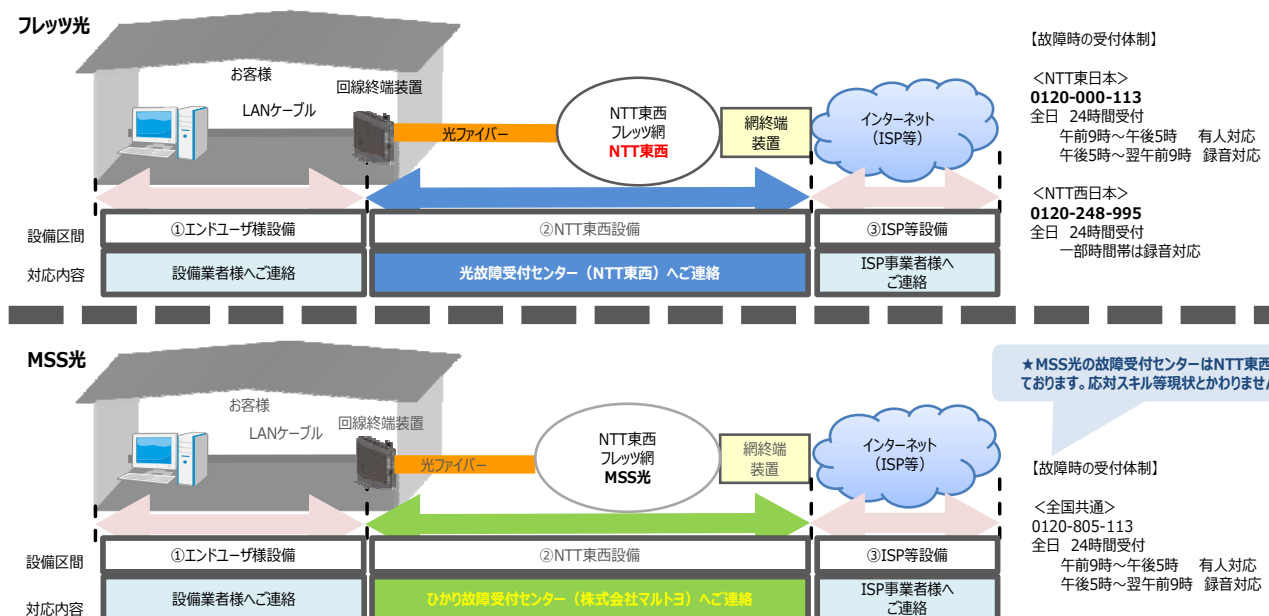 フレッツ光
お客様
LANケーブル
回線終端装置
光ファイバー
NTT東西
フレッツ網
NTT東西
網終端
装置
インターネット
(ISP等)
設備区間
①エンドユーザ様設備
②NTT東西設備
③ISP等設備
対応内容
設備業者様へご連絡
光故障受付センター(NTT東西)へご連絡
ISP事業者様へ
ご連絡
【故障時の受付体制】
<NTT東日本>
0120-000-113
全日 24時間受付
午前9時~午後5時 有人対応
午後5時~翌午前9時 録音対応
<NTT西日本>
0120-248-995
全日 24時間受付
一部時間帯は録音対応
MSS光
お客様
LANケーブル
回線終端装置
光ファイバー
NTT東西
フレッツ網
MSS光
網終端
装置
インターネット
(ISP等)
設備区間
①エンドユーザ様設備
②NTT東西設備
③ISP等設備
対応内容
設備業者様へご連絡
ひかり故障受付センター(株式会社マルトヨ)へご連絡
ISP事業者様へ
ご連絡
★MSS光の故障受付センターはNTT東西
ております。応対スキル等現状とかわりません
【故障時の受付体制】
<全国共通>
0120-805-113
全日 24時間受付
午前9時~午後5時 有人対応
午後5時~翌午前9時 録音対応